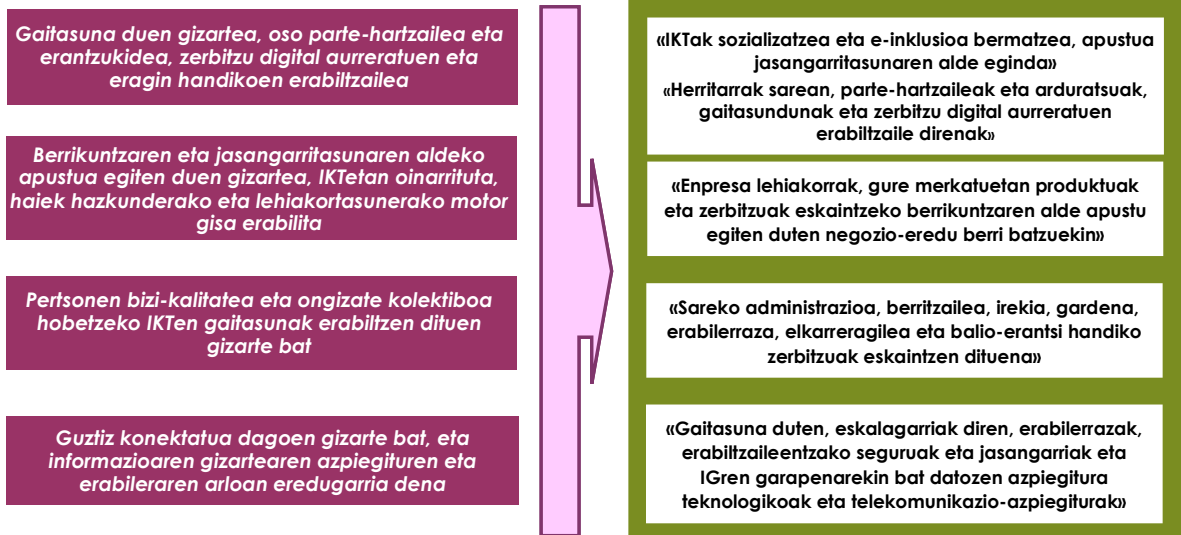 Gaitasuna duen gizartea, oso parte-hartzailea eta
erantzukidea, zerbitzu digital aurreratuen eta
eragin handikoen erabiltzailea
Berrikuntzaren eta jasangarritasunaren aldeko
apustua egiten duen gizartea, IKTetan oinarrituta,
haiek hazkunderako eta lehiakortasunerako motor
gisa erabilita
Pertsonen bizi-kalitatea eta ongizate kolektiboa
hobetzeko IKTen gaitasunak erabiltzen dituen
gizarte bat
Guztiz konektatua dagoen gizarte bat, eta
informazioaren gizartearen azpiegituren eta
erabileraren arloan eredugarria dena
«IKTak sozializatzea eta e-inklusioa bermatzea, apustua
jasangarritasunaren alde eginda»
«Herritarrak sarean, parte-hartzaileak eta arduratsuak,
gaitasundunak eta zerbitzu digital aurreratuen
erabiltzaile direnak»
«Enpresa lehiakorrak, gure merkatuetan produktuak
eta zerbitzuak eskaintzeko berrikuntzaren alde apustu
egiten duten negozio-eredu berri batzuekin»
«Sareko administrazioa, berritzailea, irekia, gardena,
erabilerraza, elkarreragilea eta balio-erantsi handiko
zerbitzuak eskaintzen dituena»
«Gaitasuna duten, eskalagarriak diren, erabilerrazak,
erabiltzaileentzako seguruak eta jasangarriak eta
IGren garapenarekin bat datozen azpiegitura
teknologikoak eta telekomunikazio-azpiegiturak»